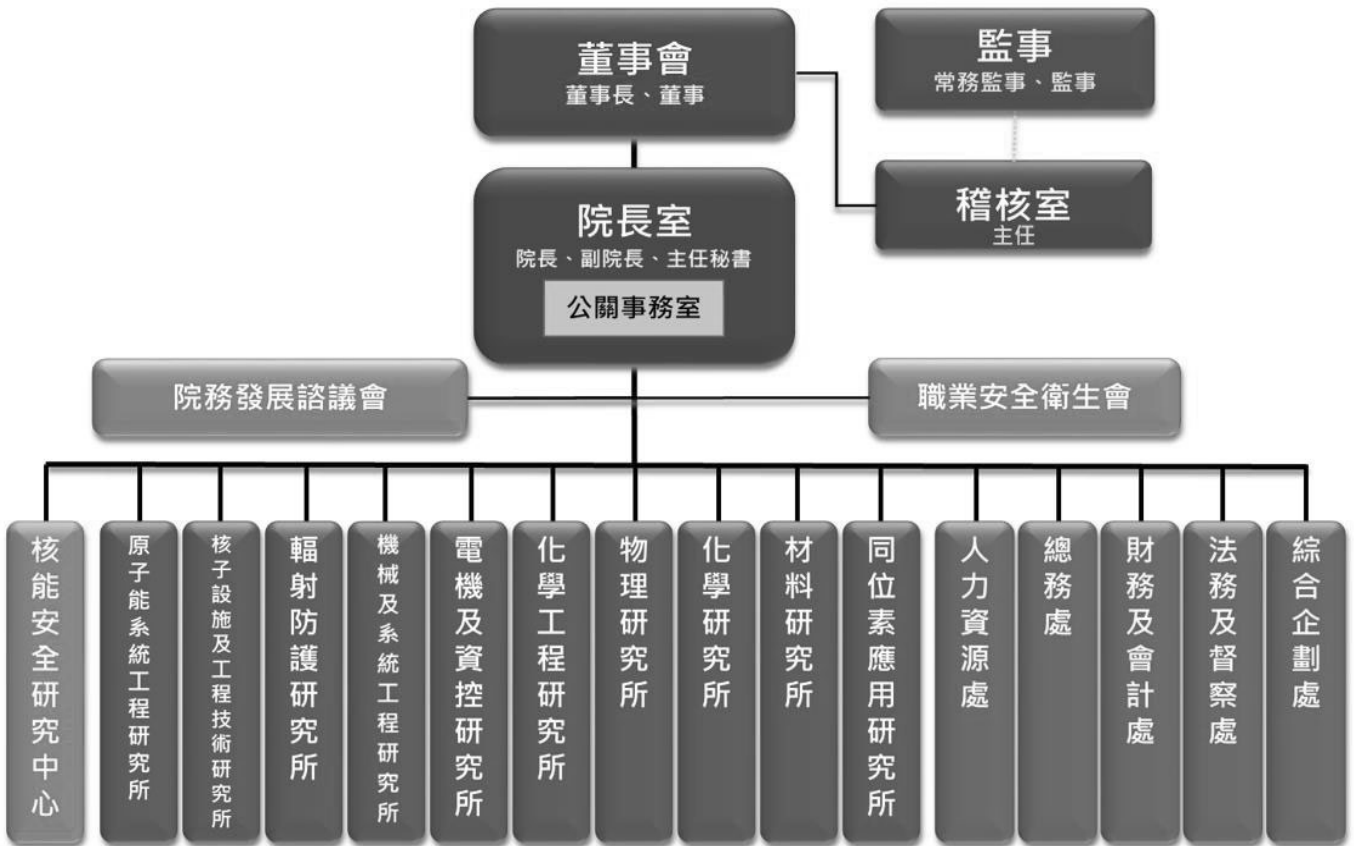 董事會
董事長、董事
監事
常務監事、監事
稽核室
主任
院長室
院長、副院長、主任秘書
公關事務室
院務發展諮議會
職業安全衛生會
核能安全研究中心
原子能系統工程研究所
核子設施及工程技術研究所
輻射防護研究所
機械及系統工程研究所
電機及資控研究所
化學工程研究所
物理研究所
化學研究所
材料研究所
同位素應用研究所
人力資源處
總務處
財務及會計處
法務及督察處
綜合企劃處